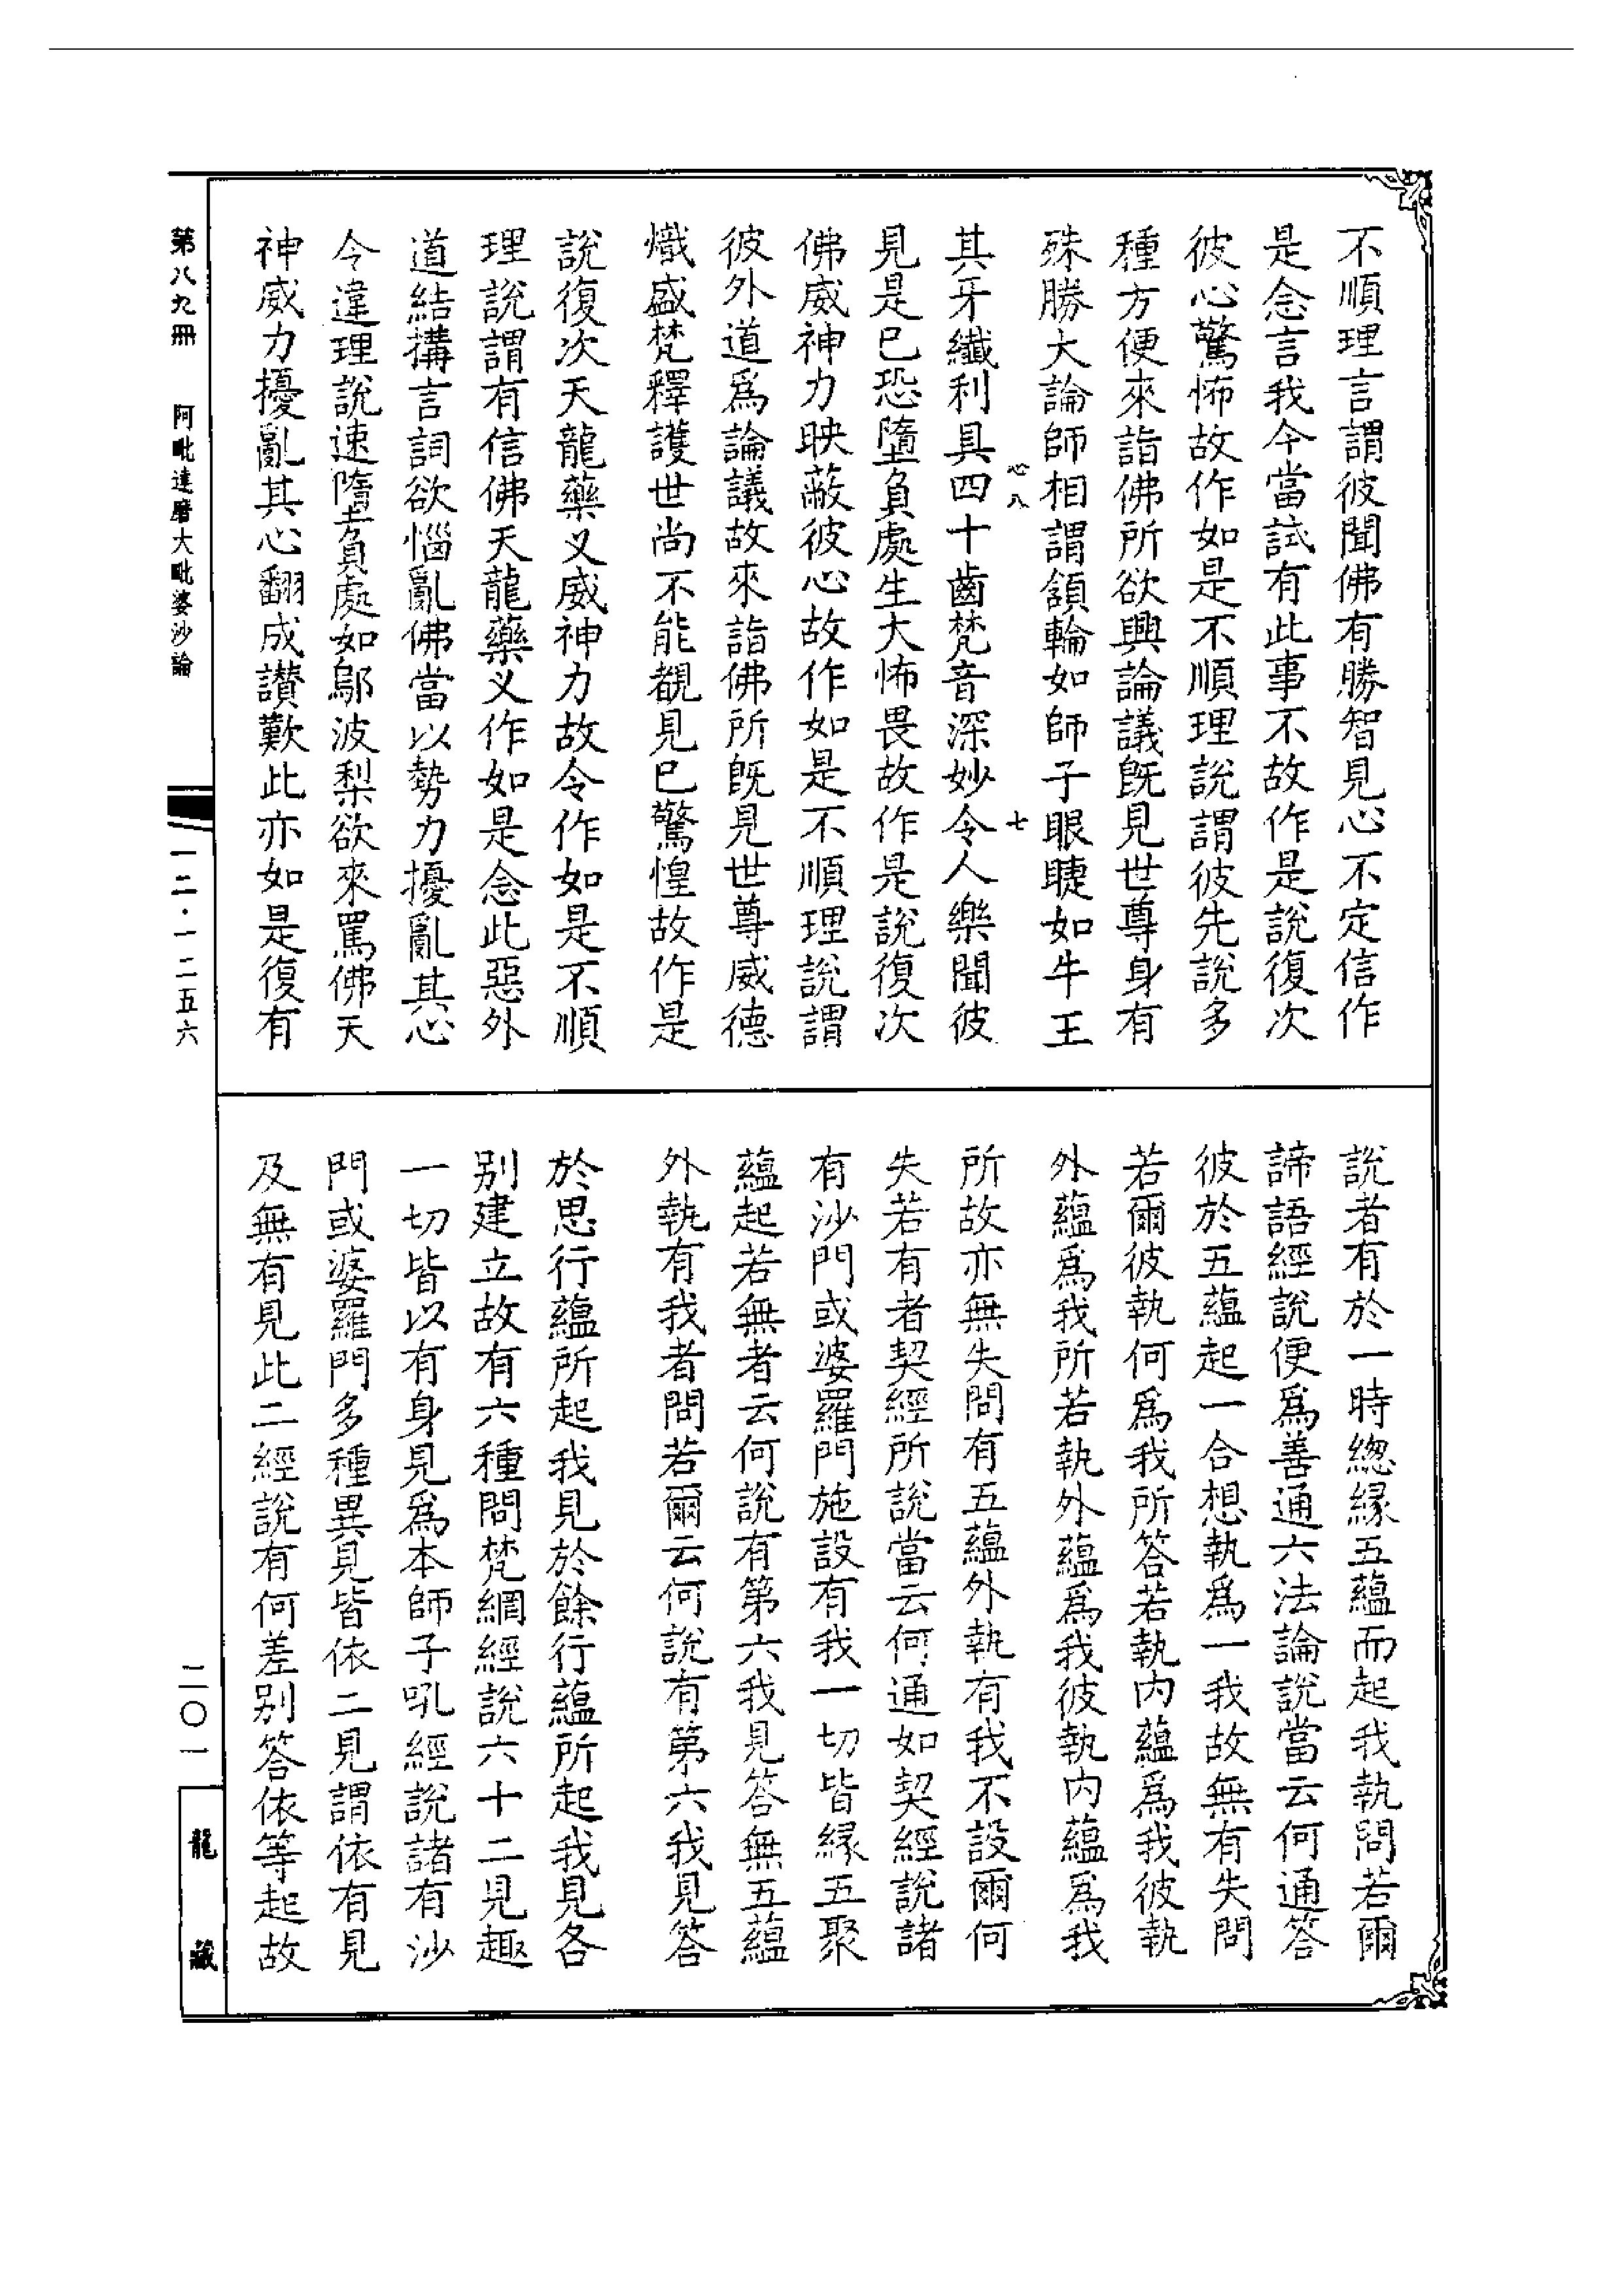 不順理言謂彼聞佛有勝智見心不定信作
是念言我今當試有此事不故作是說復次
彼心驚怖故作如是不順理說謂彼先說多
種方便來詣佛所欲興論議旣見世尊身有
殊勝大論師相謂頷輪如師子眼睫如牛王
心八 七
其牙纖利具四十齒梵音深妙令人樂聞彼
見是已恐墮負處生大怖畏故作是說復次
佛威神力映蔽彼心故作如是不順理說謂
彼外道爲論議故來詣佛所旣見世尊威德
熾盛梵釋護世尚不能覩見已驚惶故作是
說復次天龍藥叉威神力故令作如是不順
理說謂有信佛天龍藥叉作如是念此惡外
道結搆言詞欲惱亂佛當以勢力擾亂其心
令違理說速墮負處如鄔波梨欲來罵佛天
神威力擾亂其心翻成讃歎此亦如是復有
說者有於一時總緣五蘊而起我執問若爾
諦語經說便爲善通六法論說當云何通答
彼於五蘊起一合想執爲一我故無有失問
若爾彼執何爲我所答若執內蘊爲我彼執
外蘊爲我所若執外蘊爲我彼執內蘊爲我
所故亦無失問有五蘊外執有我不設爾何
失若有者契經所說當云何通如契經說諸
有沙門或婆羅門施設有我一切皆緣五聚
蘊起若無者云何說有第六我見答無五蘊
外執有我者問若爾云何說有第六我見答
於思行蘊所起我見於餘行蘊所起我見各
別建立故有六種問梵網經說六十二見趣
一切皆以有身見爲本師子吼經說諸有沙
門或婆羅門多種異見皆依二見謂依有見
及無有見此二經說有何差别答依等起故
第八九冊 阿毗達磨大毗婆沙論
一二·一二五六
二〇一
龍藏